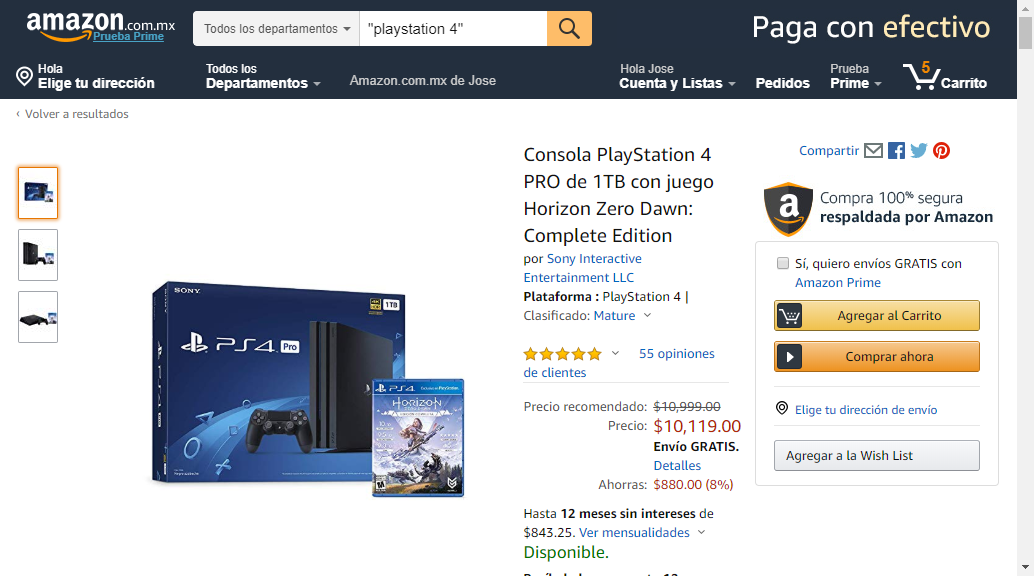 amazon.com.mx
Prueba Prime
Todos los departamentos
"playstation 4"
Paga con efectivo
Hola
Elige tu dirección
Todos los
Departamentos
Amazon.com.mx de Jose
Hola Jose
Cuenta y Listas
Pedidos
Prueba
Prime
5
Carrito
‹ Volver a resultados
Consola PlayStation 4
PRO de 1TB con juego
Horizon Zero Dawn:
Complete Edition
por Sony Interactive
Entertainment LLC
Plataforma : PlayStation 4 |
Clasificado: Mature
55 opiniones
de clientes
Precio recomendado: $10,999.00
Precio: $10,119.00
Envío GRATIS.
Detalles
Ahorras: $880.00 (8%)
Hasta 12 meses sin intereses de
$843.25. Ver mensualidades
Disponible.
Compartir
Compra 100% segura
respaldada por Amazon
Sí, quiero envíos GRATIS con
Amazon Prime
Agregar al Carrito
Comprar ahora
Elige tu dirección de envío
Agregar a la Wish List
SONY
4K
HDR
1TB
PS4 Pro
PS4
HORIZON